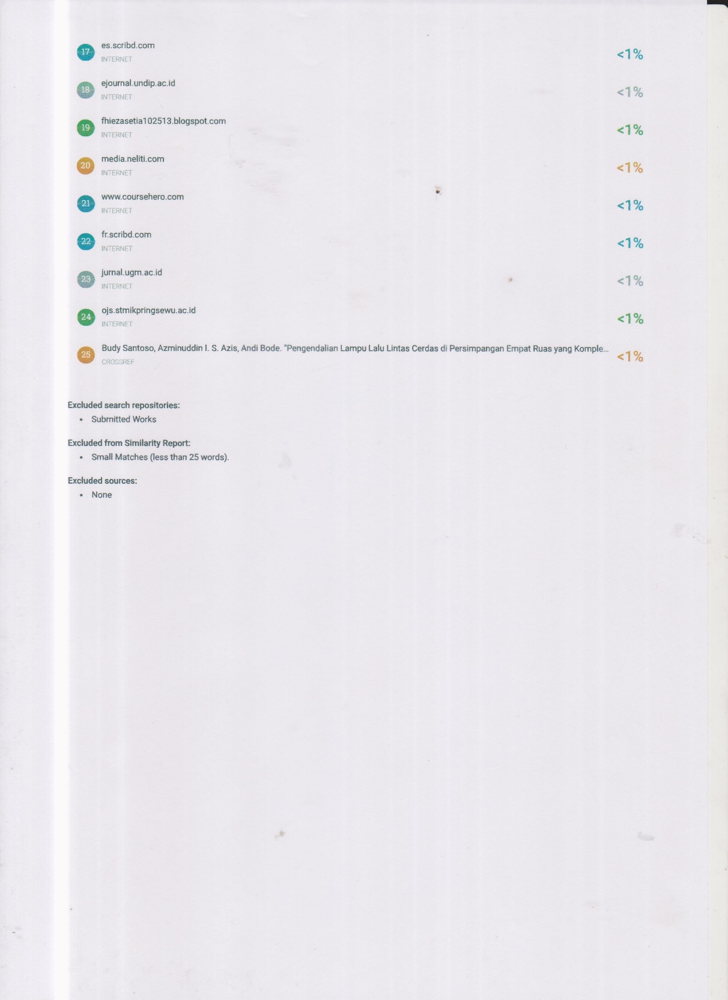 17 es.scribd.com <1%
INTERNET
18 ejournal.undip.ac.id <1%
INTERNET
19 fhiezasetia102513.blogspot.com <1%
INTERNET
20 media.neliti.com <1%
INTERNET
21 www.coursehero.com <1%
INTERNET
22 fr.scribd.com <1%
INTERNET
23 jurnal.ugm.ac.id <1%
INTERNET
24 ojs.stmikpringsewu.ac.id <1%
INTERNET
25 Budy Santoso, Azminuddin I. S. Azis, Andi Bode. "Pengendalian Lampu Lalu Lintas Cerdas di Persimpangan Empat Ruas yang Komple... <1%
CROSSREF
Excluded search repositories:
• Submitted Works
Excluded from Similarity Report:
• Small Matches (less than 25 words).
Excluded sources:
• None